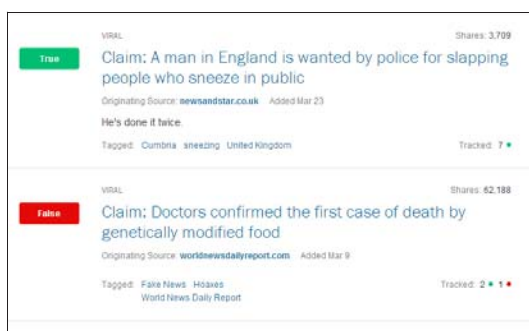 VIRAL Shares: 3,709
True
Claim: A man in England is wanted by police for slapping
people who sneeze in public
Originating Source: newsandstar.co.uk Added Mar 23
He's done it twice.
Tagged: Cumbria sneezing United Kingdom Tracked: 7
VIRAL Shares: 62,188
False
Claim: Doctors confirmed the first case of death by
genetically modified food
Originating Source: worldnewsdailyreport.com Added Mar 9
Tagged: Fake News Hoaxes Tracked: 2 1
World News Daily Report